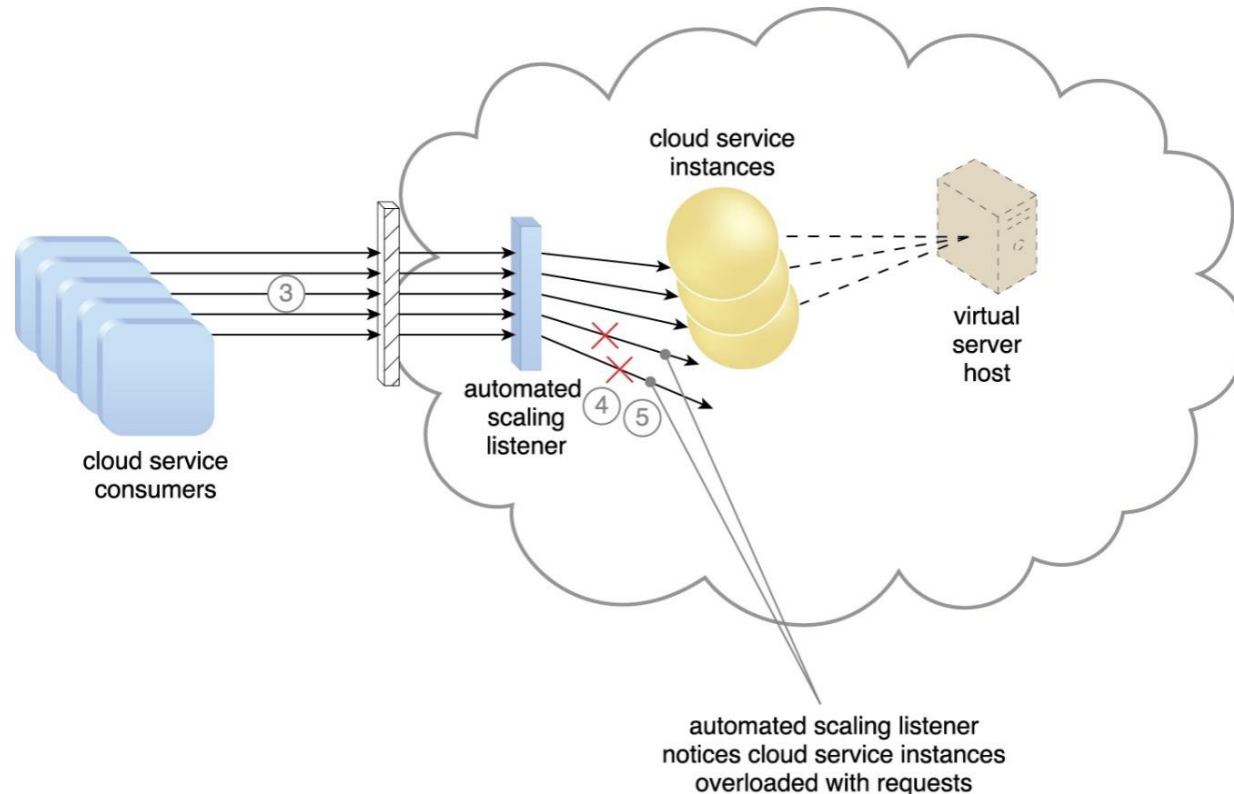 cloud service
instances
3
virtual
server
host
automated
scaling
listener
4
5
cloud service
consumers
automated scaling listener
notices cloud service instances
overloaded with requests